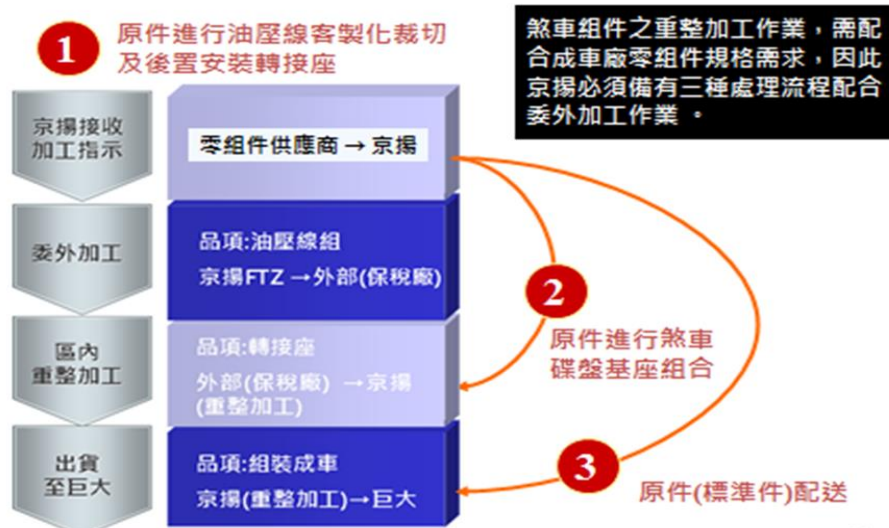 1
原件進行油壓線客製化裁切
及後置安裝轉接座
煞車組件之重整加工作業，需配
合成車廠零組件規格需求，因此
京揚必須備有三種處理流程配合
委外加工作業 。
京揚接收
加工指示
零組件供應商 → 京揚
委外加工
品項:油壓線組
京揚FTZ →外部(保稅廠)
2
原件進行煞車
碟盤基座組合
區內
重整加工
品項:轉接座
外部(保稅廠) →京揚
(重整加工)
出貨
至巨大
品項:組裝成車
京揚(重整加工)→巨大
3
原件(標準件)配送